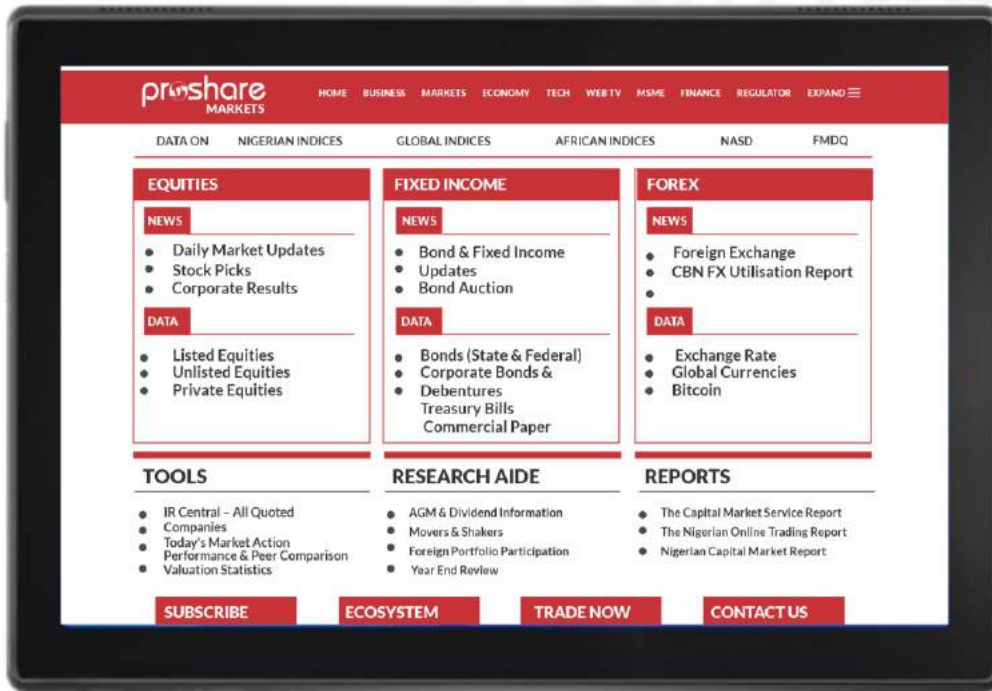 proshare
MARKETS
HOME BUSINESS MARKETS ECONOMY TECH WEB TV MSME FINANCE REGULATOR EXPAND
DATA ON NIGERIAN INDICES GLOBAL INDICES AFRICAN INDICES NASD FMDQ
EQUITIES
NEWS
Daily Market Updates
Stock Picks
Corporate Results
DATA
Listed Equities
Unlisted Equities
Private Equities
FIXED INCOME
NEWS
Bond & Fixed Income
Updates
Bond Auction
DATA
Bonds (State & Federal)
Corporate Bonds &
Debentures
Treasury Bills
Commercial Paper
FOREX
NEWS
Foreign Exchange
CBN FX Utilisation Report
DATA
Exchange Rate
Global Currencies
Bitcoin
TOOLS
IR Central – All Quoted
Companies
Today's Market Action
Performance & Peer Comparison
Valuation Statistics
RESEARCH AIDE
AGM & Dividend Information
Movers & Shakers
Foreign Portfolio Participation
Year End Review
REPORTS
The Capital Market Service Report
The Nigerian Online Trading Report
Nigerian Capital Market Report
SUBSCRIBE ECOSYSTEM TRADE NOW CONTACT US